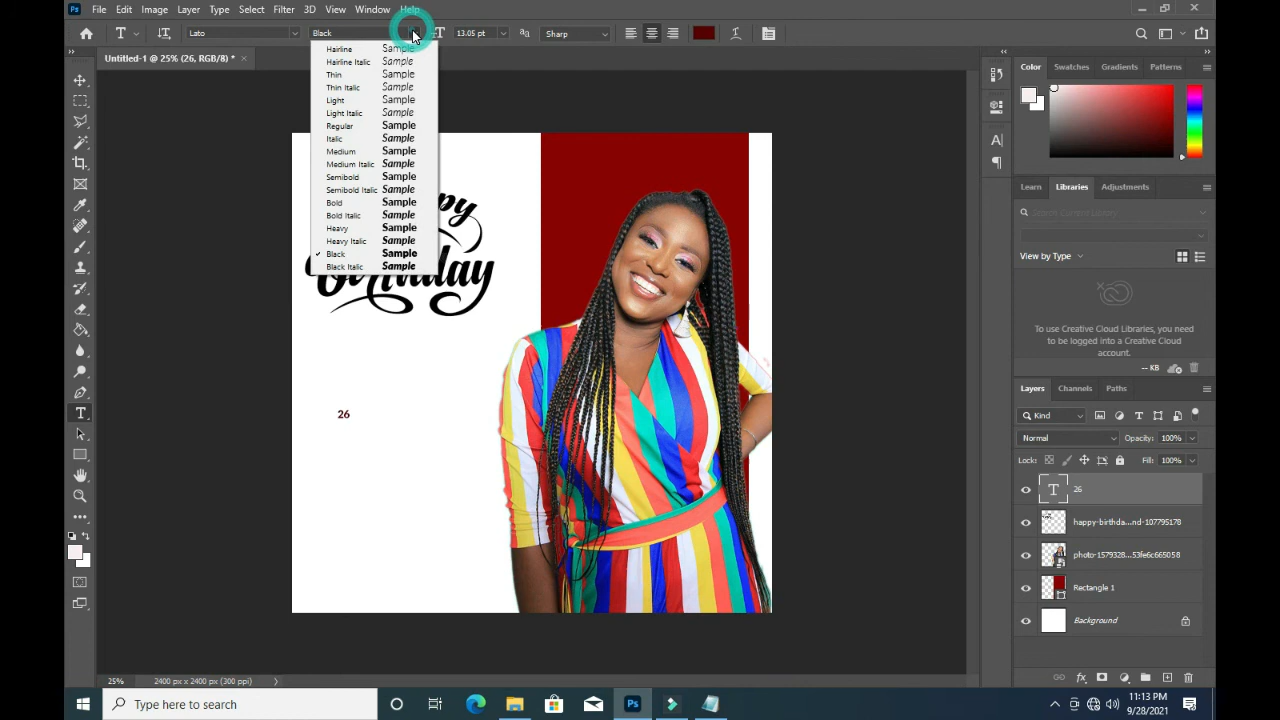 Ps File Edit Image Layer Type Select Filter 3D View Window Help
T Lato Black 13.05 pt aa Sharp
Untitled-1 @ 25% (26, RGB/8) * ×
Hairline Sample
Hairline Italic Sample
Thin Sample
Thin Italic Sample
Light Sample
Light Italic Sample
Regular Sample
Italic Sample
Medium Sample
Medium Italic Sample
Semibold Sample
Semibold Italic Sample
Bold Sample
Bold Italic Sample
Heavy Sample
Heavy Italic Sample
Black Sample
Black Italic Sample
26
Color Swatches Gradients Patterns
Learn Libraries Adjustments
Search Current Library
View by Type
To use Creative Cloud Libraries, you
need to be logged into a Creative Cloud
account.
-- KB
Layers Channels Paths
Kind
Normal Opacity: 100%
Lock: Fill: 100%
26
happy-birthda...nd-107795178
photo-1579328...53fe6c665058
Rectangle 1
Background
25% 2400 px x 2400 px (300 ppi)
Type here to search
Ps
11:13 PM
9/28/2021